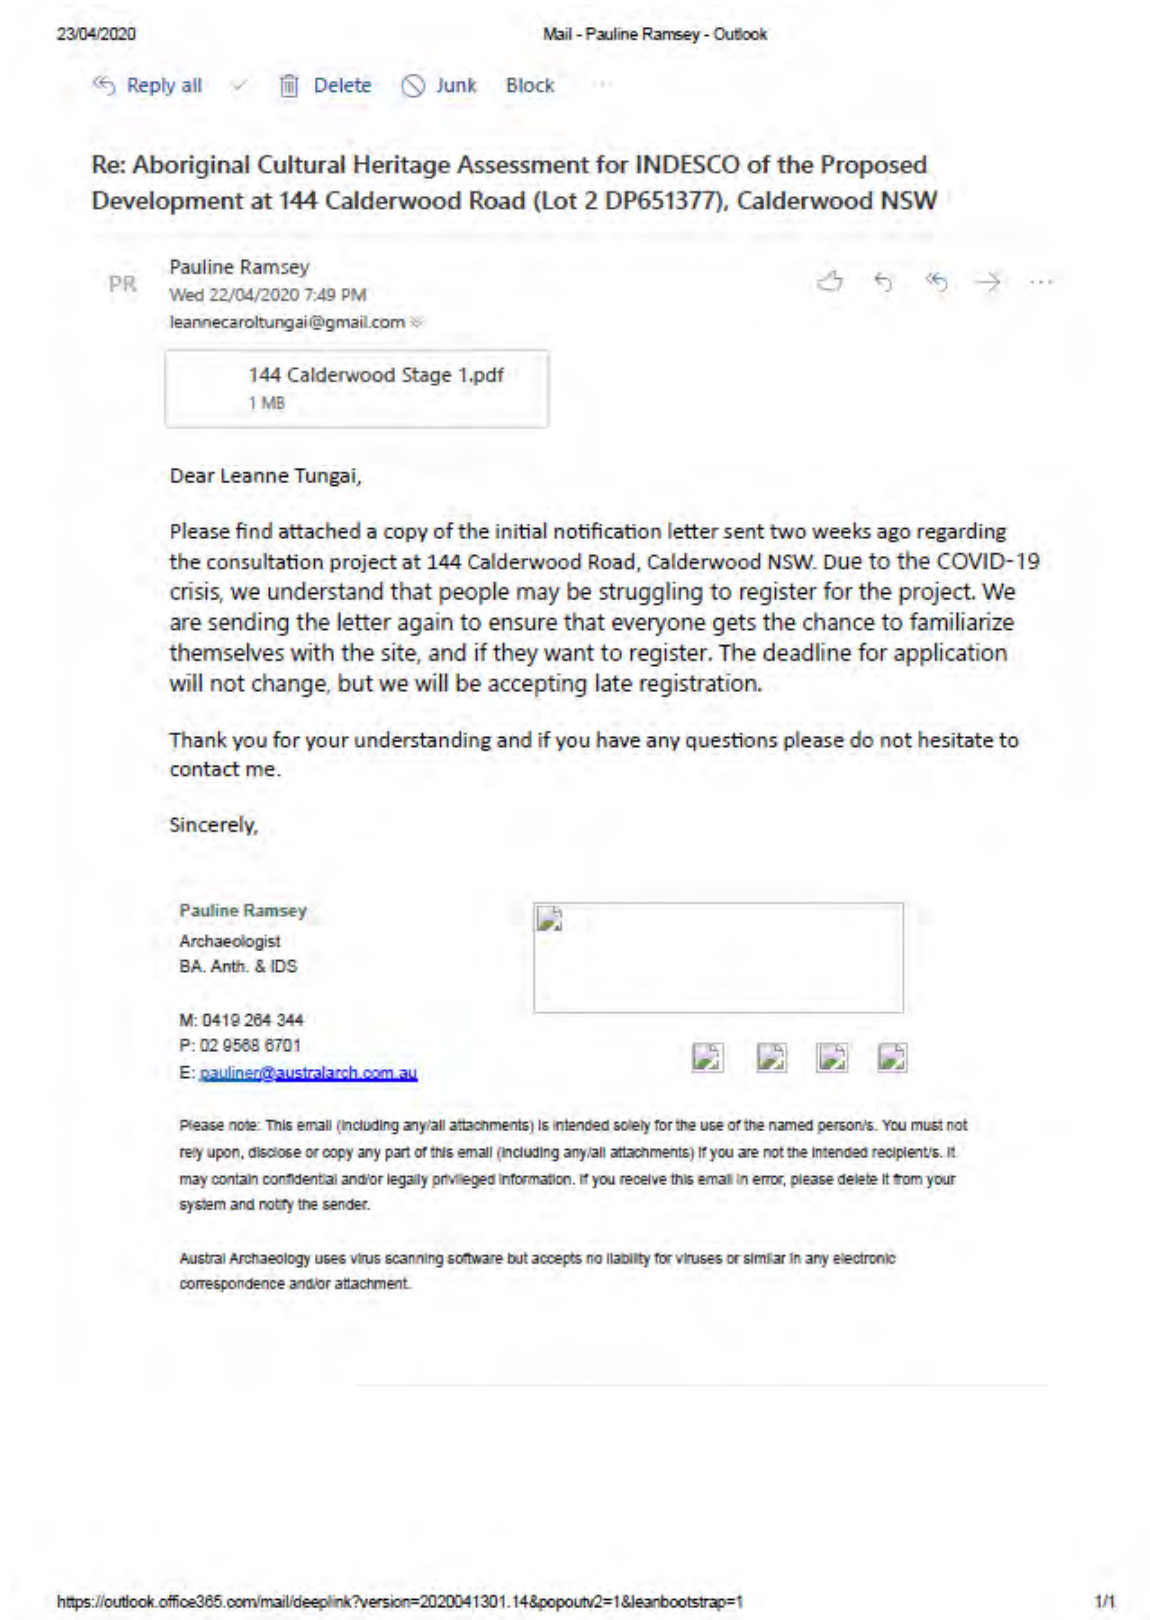 23/04/2020 Mail - Pauline Ramsey - Outlook
Reply all Delete Junk Block ...
Re: Aboriginal Cultural Heritage Assessment for INDESCO of the Proposed
Development at 144 Calderwood Road (Lot 2 DP651377), Calderwood NSW
PR
Pauline Ramsey
Wed 22/04/2020 7:49 PM
leannecaroltungai@gmail.com
144 Calderwood Stage 1.pdf
1 MB
Dear Leanne Tungai,
Please find attached a copy of the initial notification letter sent two weeks ago regarding
the consultation project at 144 Calderwood Road, Calderwood NSW. Due to the COVID-19
crisis, we understand that people may be struggling to register for the project. We
are sending the letter again to ensure that everyone gets the chance to familiarize
themselves with the site, and if they want to register. The deadline for application
will not change, but we will be accepting late registration.
Thank you for your understanding and if you have any questions please do not hesitate to
contact me.
Sincerely,
Pauline Ramsey
Archaeologist
BA. Anth. & IDS
M: 0419 264 344
P: 02 9568 6701
E: pauliner@australarch.com.au
Please note: This email (including any/all attachments) is intended solely for the use of the named person/s. You must not
rely upon, disclose or copy any part of this email (including any/all attachments) if you are not the intended recipient/s. It
may contain confidential and/or legally privileged information. If you receive this email in error, please delete it from your
system and notify the sender.
Austral Archaeology uses virus scanning software but accepts no liability for viruses or similar in any electronic
correspondence and/or attachment.
https://outlook.office365.com/mail/deeplink?version=2020041301.14&popoutv2=1&leanbootstrap=1 1/1